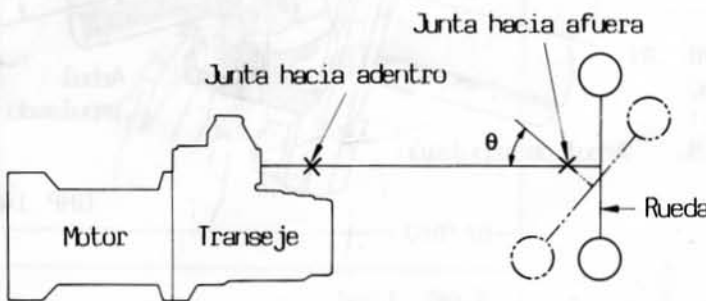 Junta hacia afuera
Junta hacia adentro
θ
Rueda
Motor
Transeje